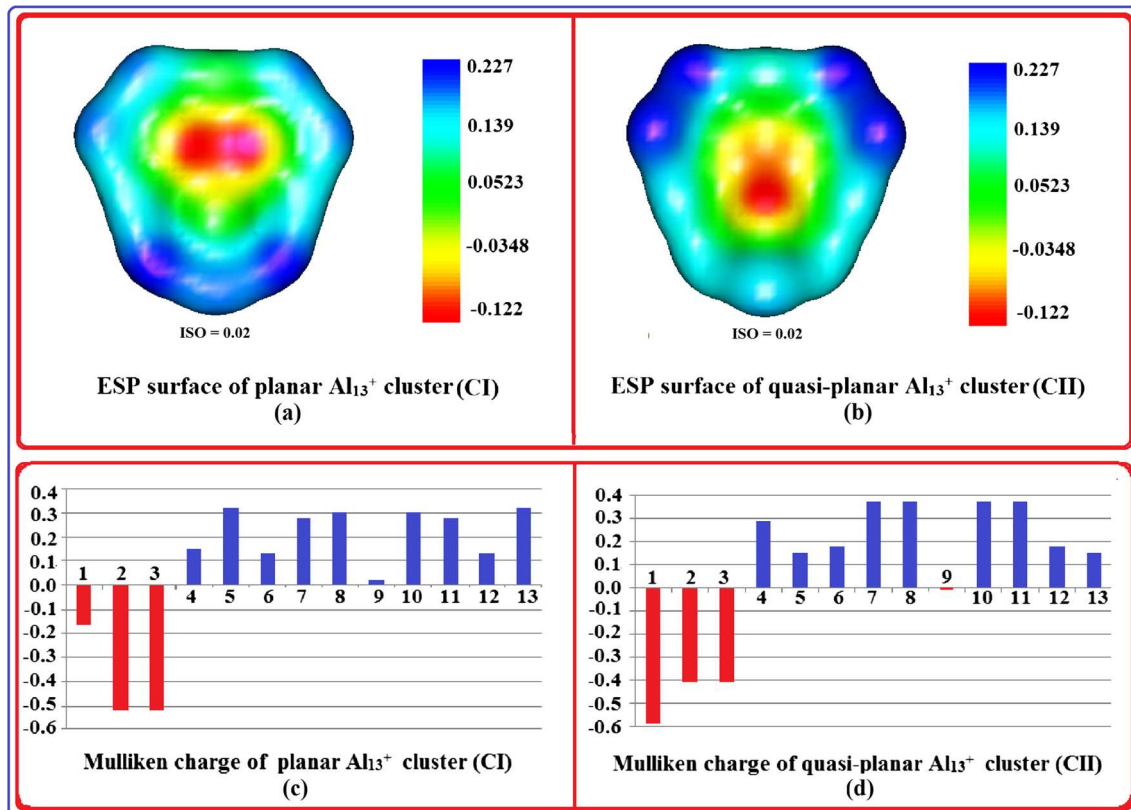 0.227
0.139
0.0523
-0.0348
-0.122
ISO = 0.02
ESP surface of planar Al₁₃⁺ cluster (CI)
(a)
0.227
0.139
0.0523
-0.0348
-0.122
ISO = 0.02
)
ESP surface of quasi-planar Al₁₃⁺ cluster (CII)
(b)
0.4
0.3
0.2
0.1
0.0
-0.1
-0.2
-0.3
-0.4
-0.5
-0.6
1 2 3 4 5 6 7 8 9 10 11 12 13
Mulliken charge of planar Al₁₃⁺ cluster (CI)
(c)
0.4
0.3
0.2
0.1
0.0
-0.1
-0.2
-0.3
-0.4
-0.5
-0.6
1 2 3 4 5 6 7 8 9 10 11 12 13
Mulliken charge of quasi-planar Al₁₃⁺ cluster (CII)
(d)